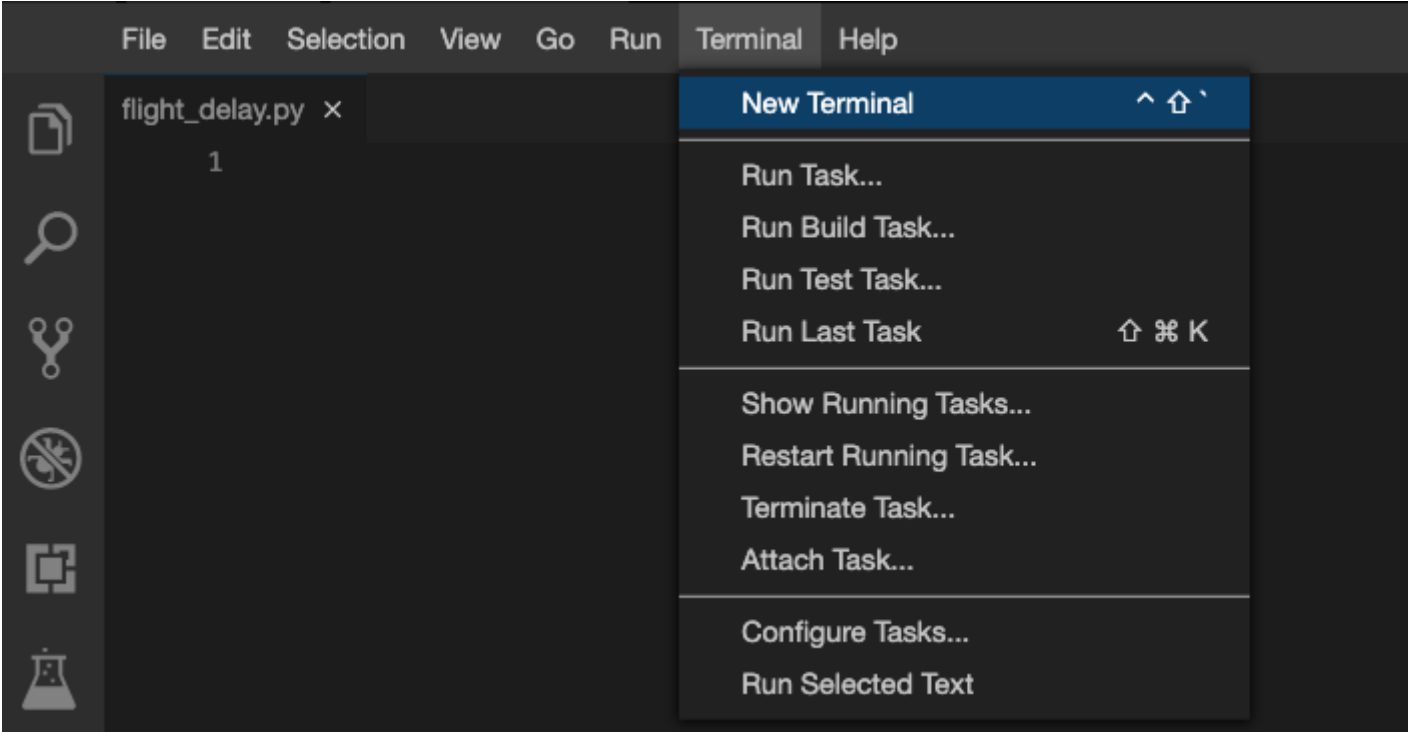 File Edit Selection View Go Run Terminal Help
flight_delay.py ×
1
New Terminal ^ ⇧ `
Run Task...
Run Build Task...
Run Test Task...
Run Last Task ⇧ ⌘ K
Show Running Tasks...
Restart Running Task...
Terminate Task...
Attach Task...
Configure Tasks...
Run Selected Text